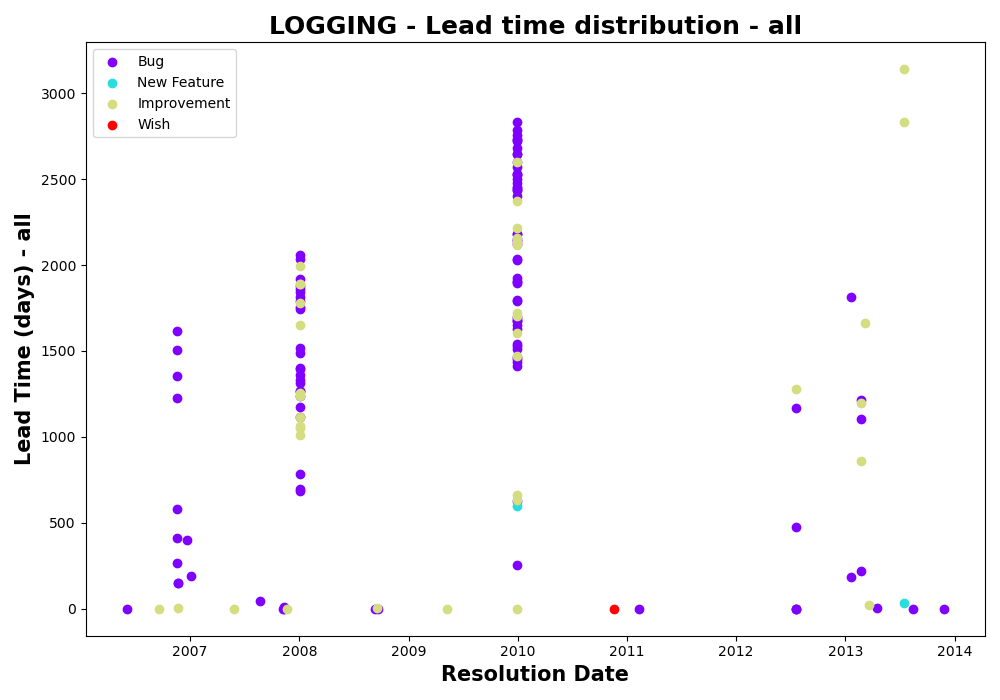 LOGGING - Lead time distribution - all
Bug
New Feature
Improvement
Wish
Lead Time (days) - all
3000
2500
2000
1500
1000
500
0
2007 2008 2009 2010 2011 2012 2013 2014
Resolution Date